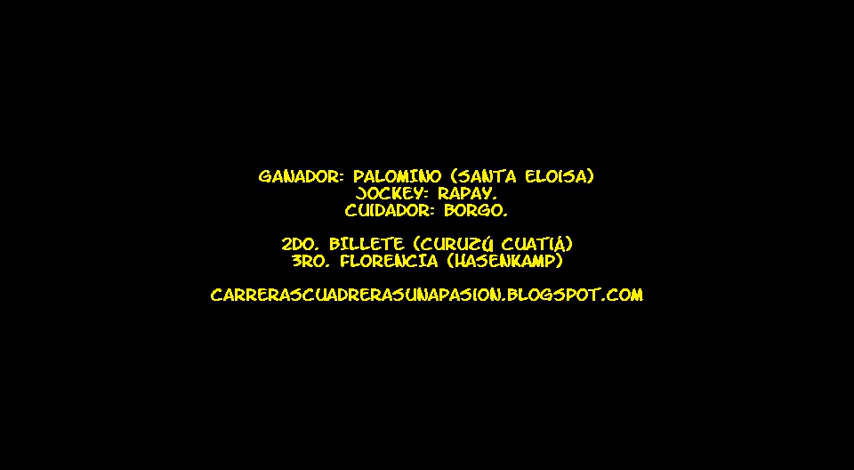 GANADOR: PALOMINO (SANTA ELOISA)
JOCKEY: RAPAY.
CUIDADOR: BORGO.
2DO. BILLETE (CURUZÚ CUATIÁ)
3RO. FLORENCIA (HASENKAMP)
CARRERASCUADRERASUNAPASION.BLOGSPOT.COM